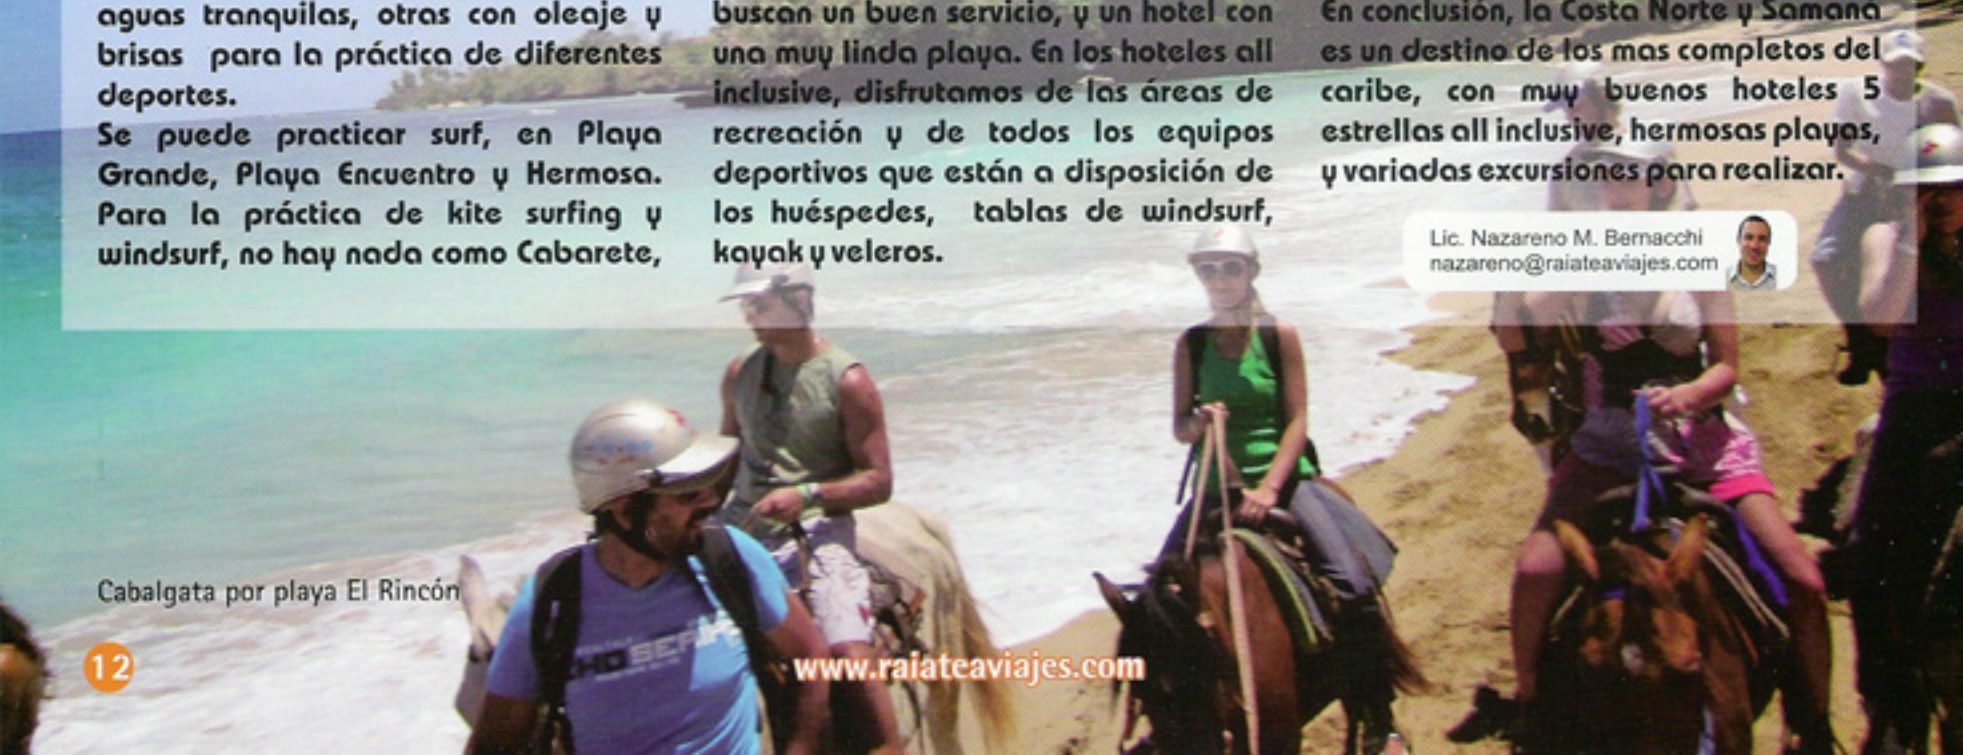 aguas tranquilas, otras con oleaje y
brisas para la práctica de diferentes
deportes.
Se puede practicar surf, en Playa
Grande, Playa Encuentro y Hermosa.
Para la práctica de kite surfing y
windsurf, no hay nada como Cabarete,
buscan un buen servicio, y un hotel con
una muy linda playa. En los hoteles all
inclusive, disfrutamos de las áreas de
recreación y de todos los equipos
deportivos que están a disposición de
los huéspedes, tablas de windsurf,
kayak y veleros.
En conclusión, la Costa Norte y Samaná
es un destino de los mas completos del
caribe, con muy buenos hoteles 5
estrellas all inclusive, hermosas playas,
y variadas excursiones para realizar.
Lic. Nazareno M. Bernacchi
nazareno@raiateaviajes.com
Cabalgata por playa El Rincón
12
www.raiateaviajes.com